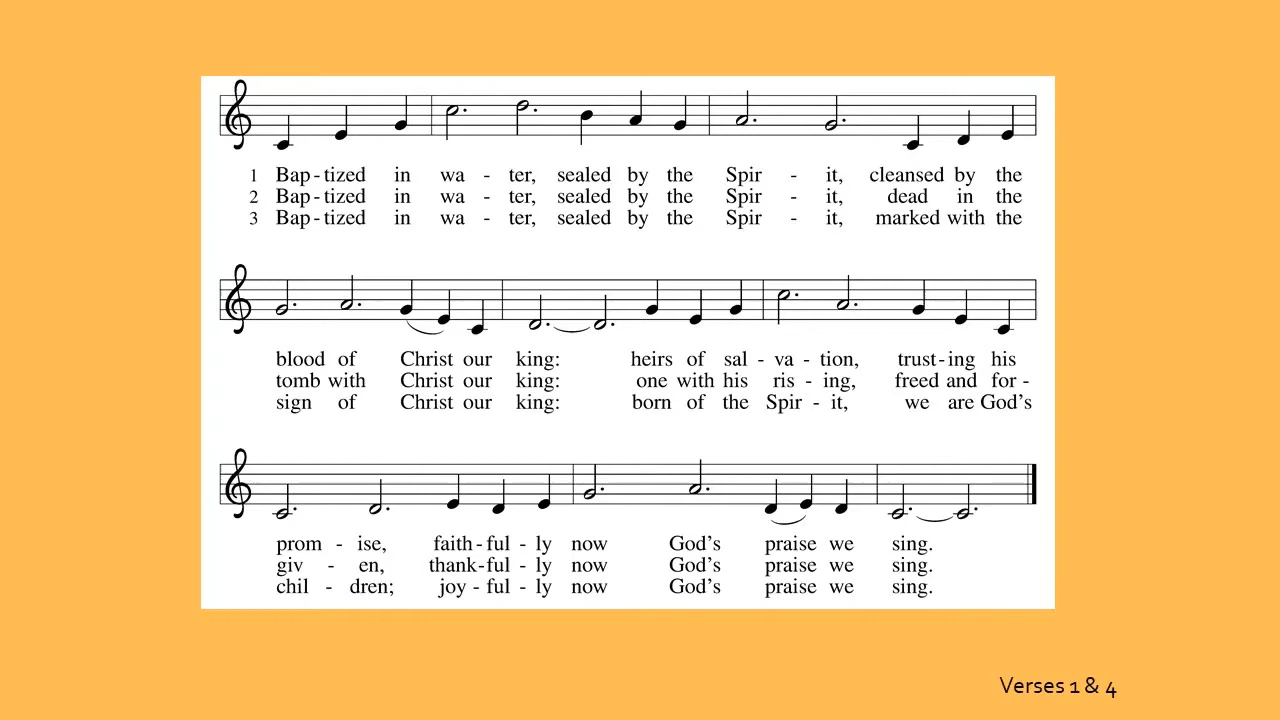 1 Bap - tized in wa - ter, sealed by the Spir - it, cleansed by the
2 Bap - tized in wa - ter, sealed by the Spir - it, dead in the
3 Bap - tized in wa - ter, sealed by the Spir - it, marked with the
blood of Christ our king: heirs of sal - va - tion, trust - ing his
tomb with Christ our king: one with his ris - ing, freed and for -
sign of Christ our king: born of the Spir - it, we are God's
prom - ise, faith - ful - ly now God's praise we sing.
giv - en, thank - ful - ly now God's praise we sing.
chil - dren; joy - ful - ly now God's praise we sing.
Verses 1 & 4